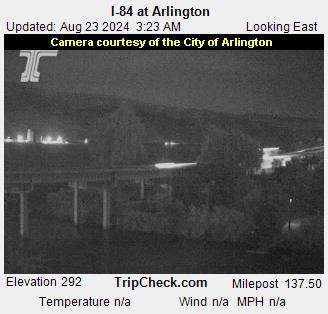 I-84 at Arlington
Updated: Aug 23 2024 3:23 AM Looking East
Camera courtesy of the City of Arlington
Elevation 292 TripCheck.com Milepost 137.50
Temperature n/a Wind n/a MPH n/a